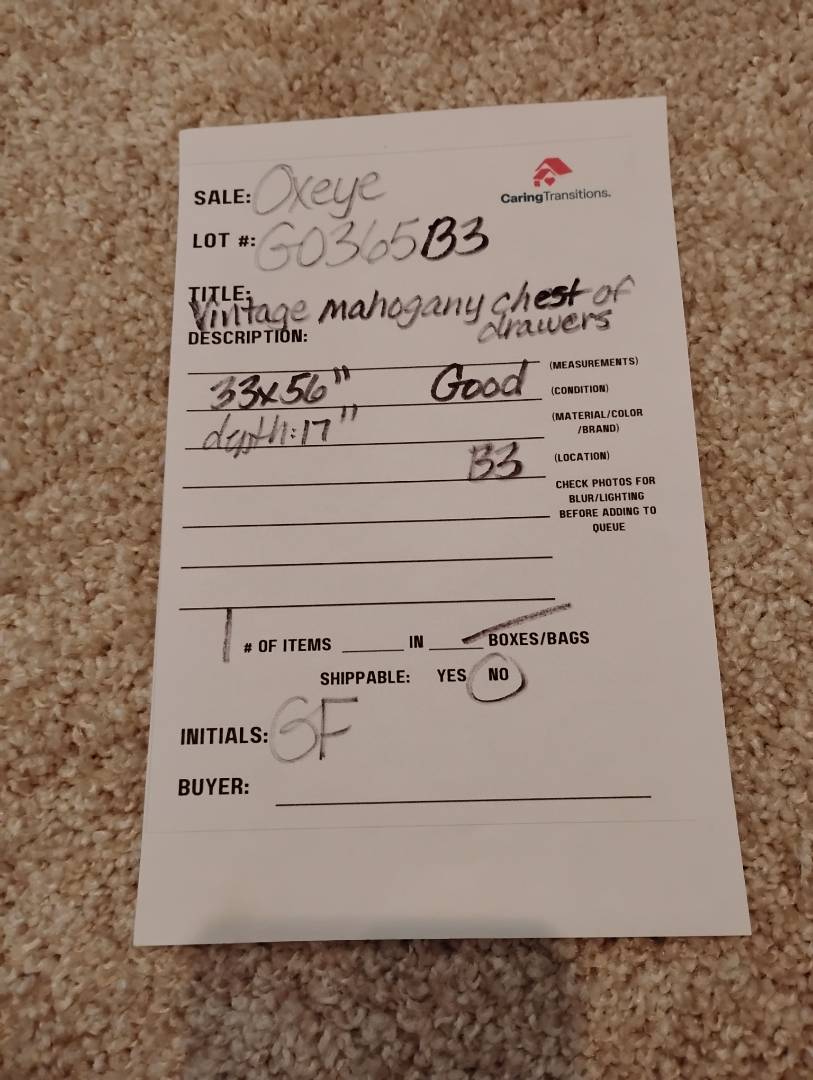 SALE: Oxeye
CaringTransitions.
LOT #: G0365B3
TITLE:
Vintage mahogany chest of
drawers
DESCRIPTION:
(MEASUREMENTS)
33x56" Good (CONDITION)
depth: 17" (MATERIAL/COLOR
/BRAND)
B3 (LOCATION)
CHECK PHOTOS FOR
BLUR/LIGHTING
BEFORE ADDING TO
QUEUE
1 # OF ITEMS ______ IN ______ BOXES/BAGS
SHIPPABLE: YES NO
INITIALS: GF
BUYER: